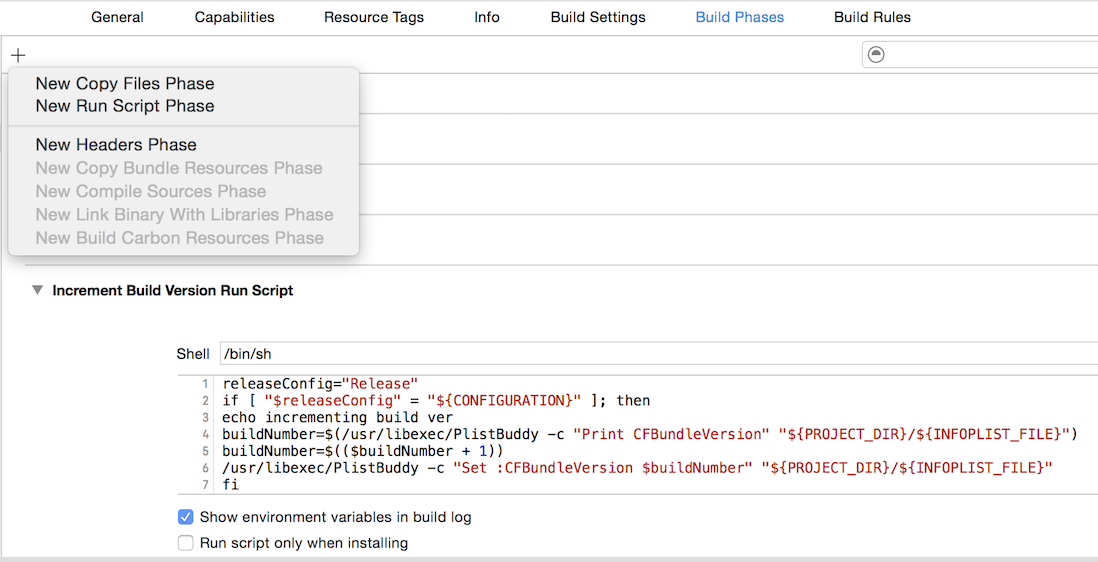 General Capabilities Resource Tags Info Build Settings Build Phases Build Rules
New Copy Files Phase
New Run Script Phase
New Headers Phase
New Copy Bundle Resources Phase
New Compile Sources Phase
New Link Binary With Libraries Phase
New Build Carbon Resources Phase
Increment Build Version Run Script
Shell /bin/sh
1 releaseConfig="Release"
2 if [ "$releaseConfig" = "${CONFIGURATION}" ]; then
3 echo incrementing build ver
4 buildNumber=$(/usr/libexec/PlistBuddy -c "Print CFBundleVersion" "${PROJECT_DIR}/${INFOPLIST_FILE}")
5 buildNumber=$(($buildNumber + 1))
6 /usr/libexec/PlistBuddy -c "Set :CFBundleVersion $buildNumber" "${PROJECT_DIR}/${INFOPLIST_FILE}"
7 fi
Show environment variables in build log
Run script only when installing